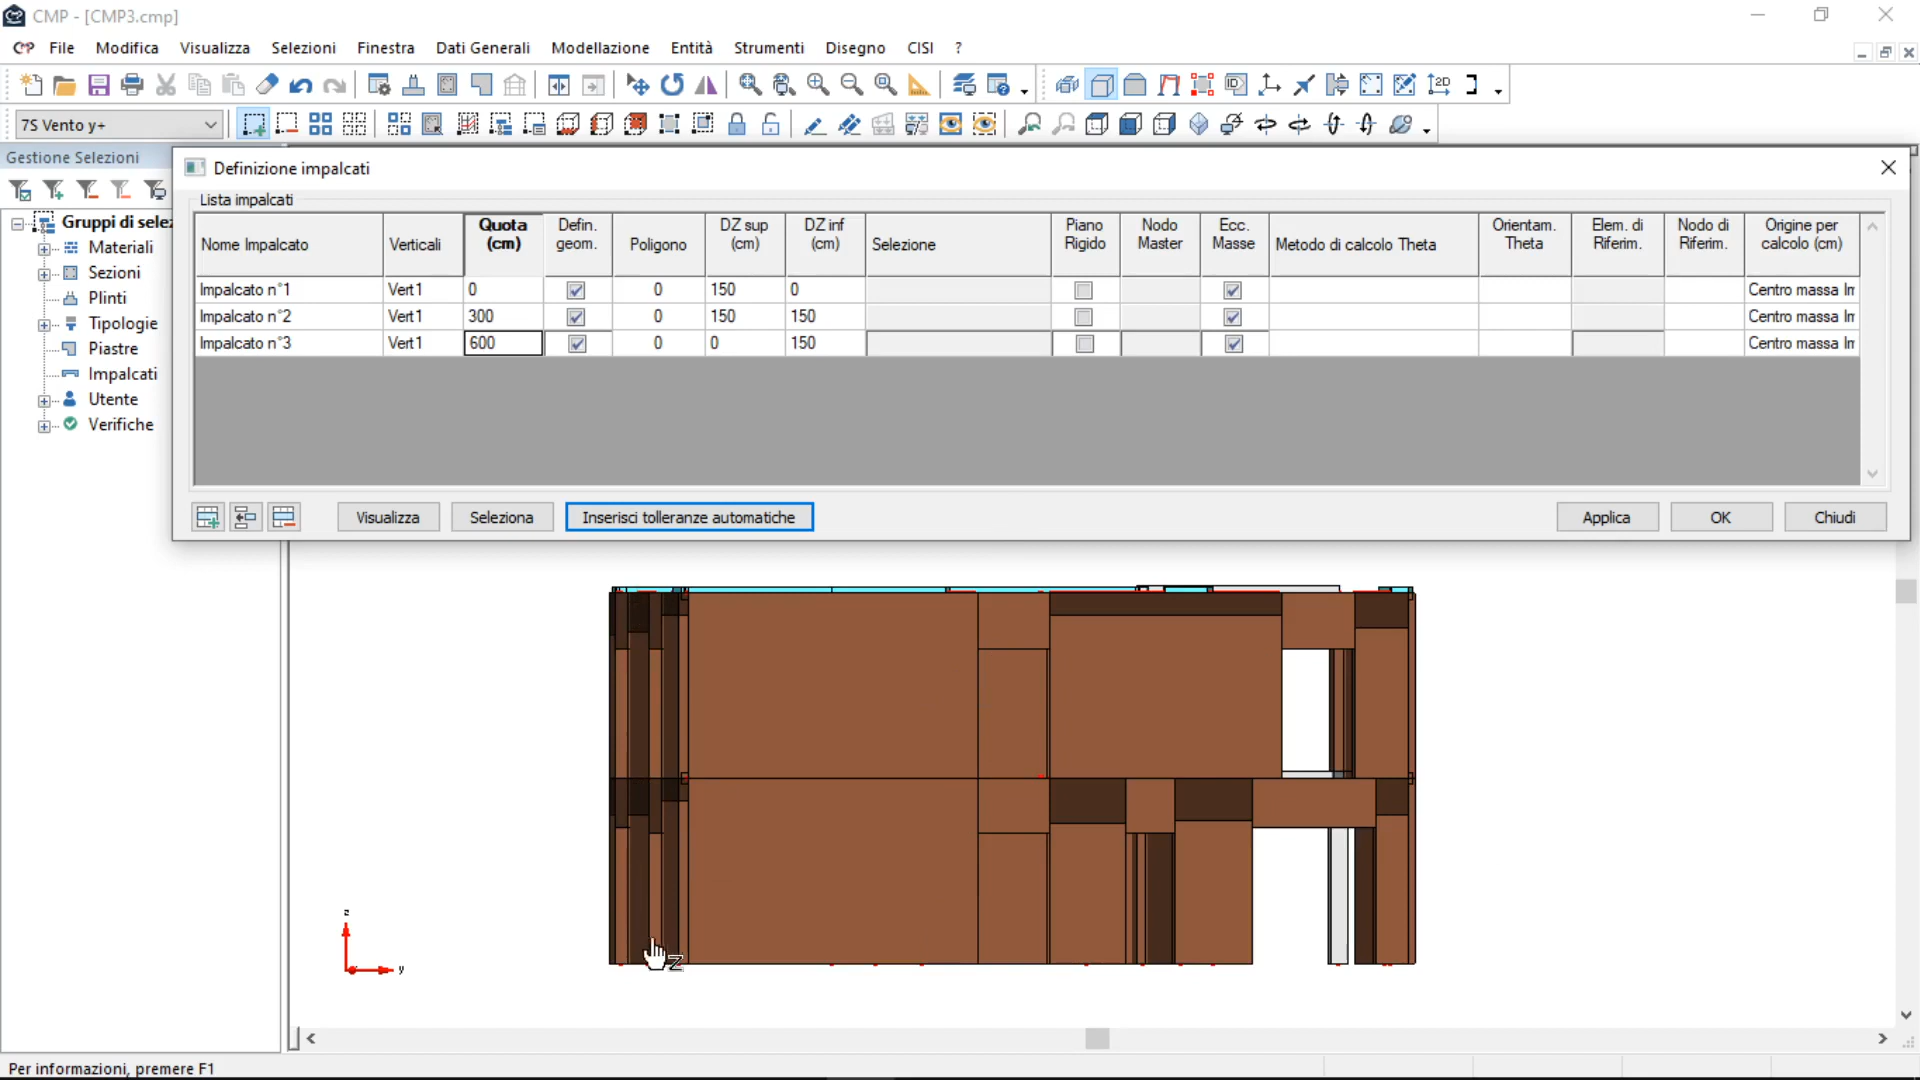 CMP - [CMP3.cmp]
File Modifica Visualizza Selezioni Finestra Dati Generali Modellazione Entità Strumenti Disegno CISI ?
7S Vento y+
Gestione Selezioni
Gruppi di sele
Materiali
Sezioni
Plinti
Tipologie
Piastre
Impalcati
Utente
Verifiche
Definizione impalcati
Lista impalcati
Nome Impalcato Verticali Quota (cm) Defin. geom. Poligono DZ sup (cm) DZ inf (cm) Selezione Piano Rigido Nodo Master Ecc. Masse Metodo di calcolo Theta Orientam. Theta Elem. di Riferim. Nodo di Riferim. Origine per calcolo (cm)
Impalcato n°1 Vert1 0 0 150 0 Centro massa Im
Impalcato n°2 Vert1 300 0 150 150 Centro massa Im
Impalcato n°3 Vert1 600 0 0 150 Centro massa Im
Visualizza Seleziona Inserisci tolleranze automatiche Applica OK Chiudi
z
y
Z
Per informazioni, premere F1